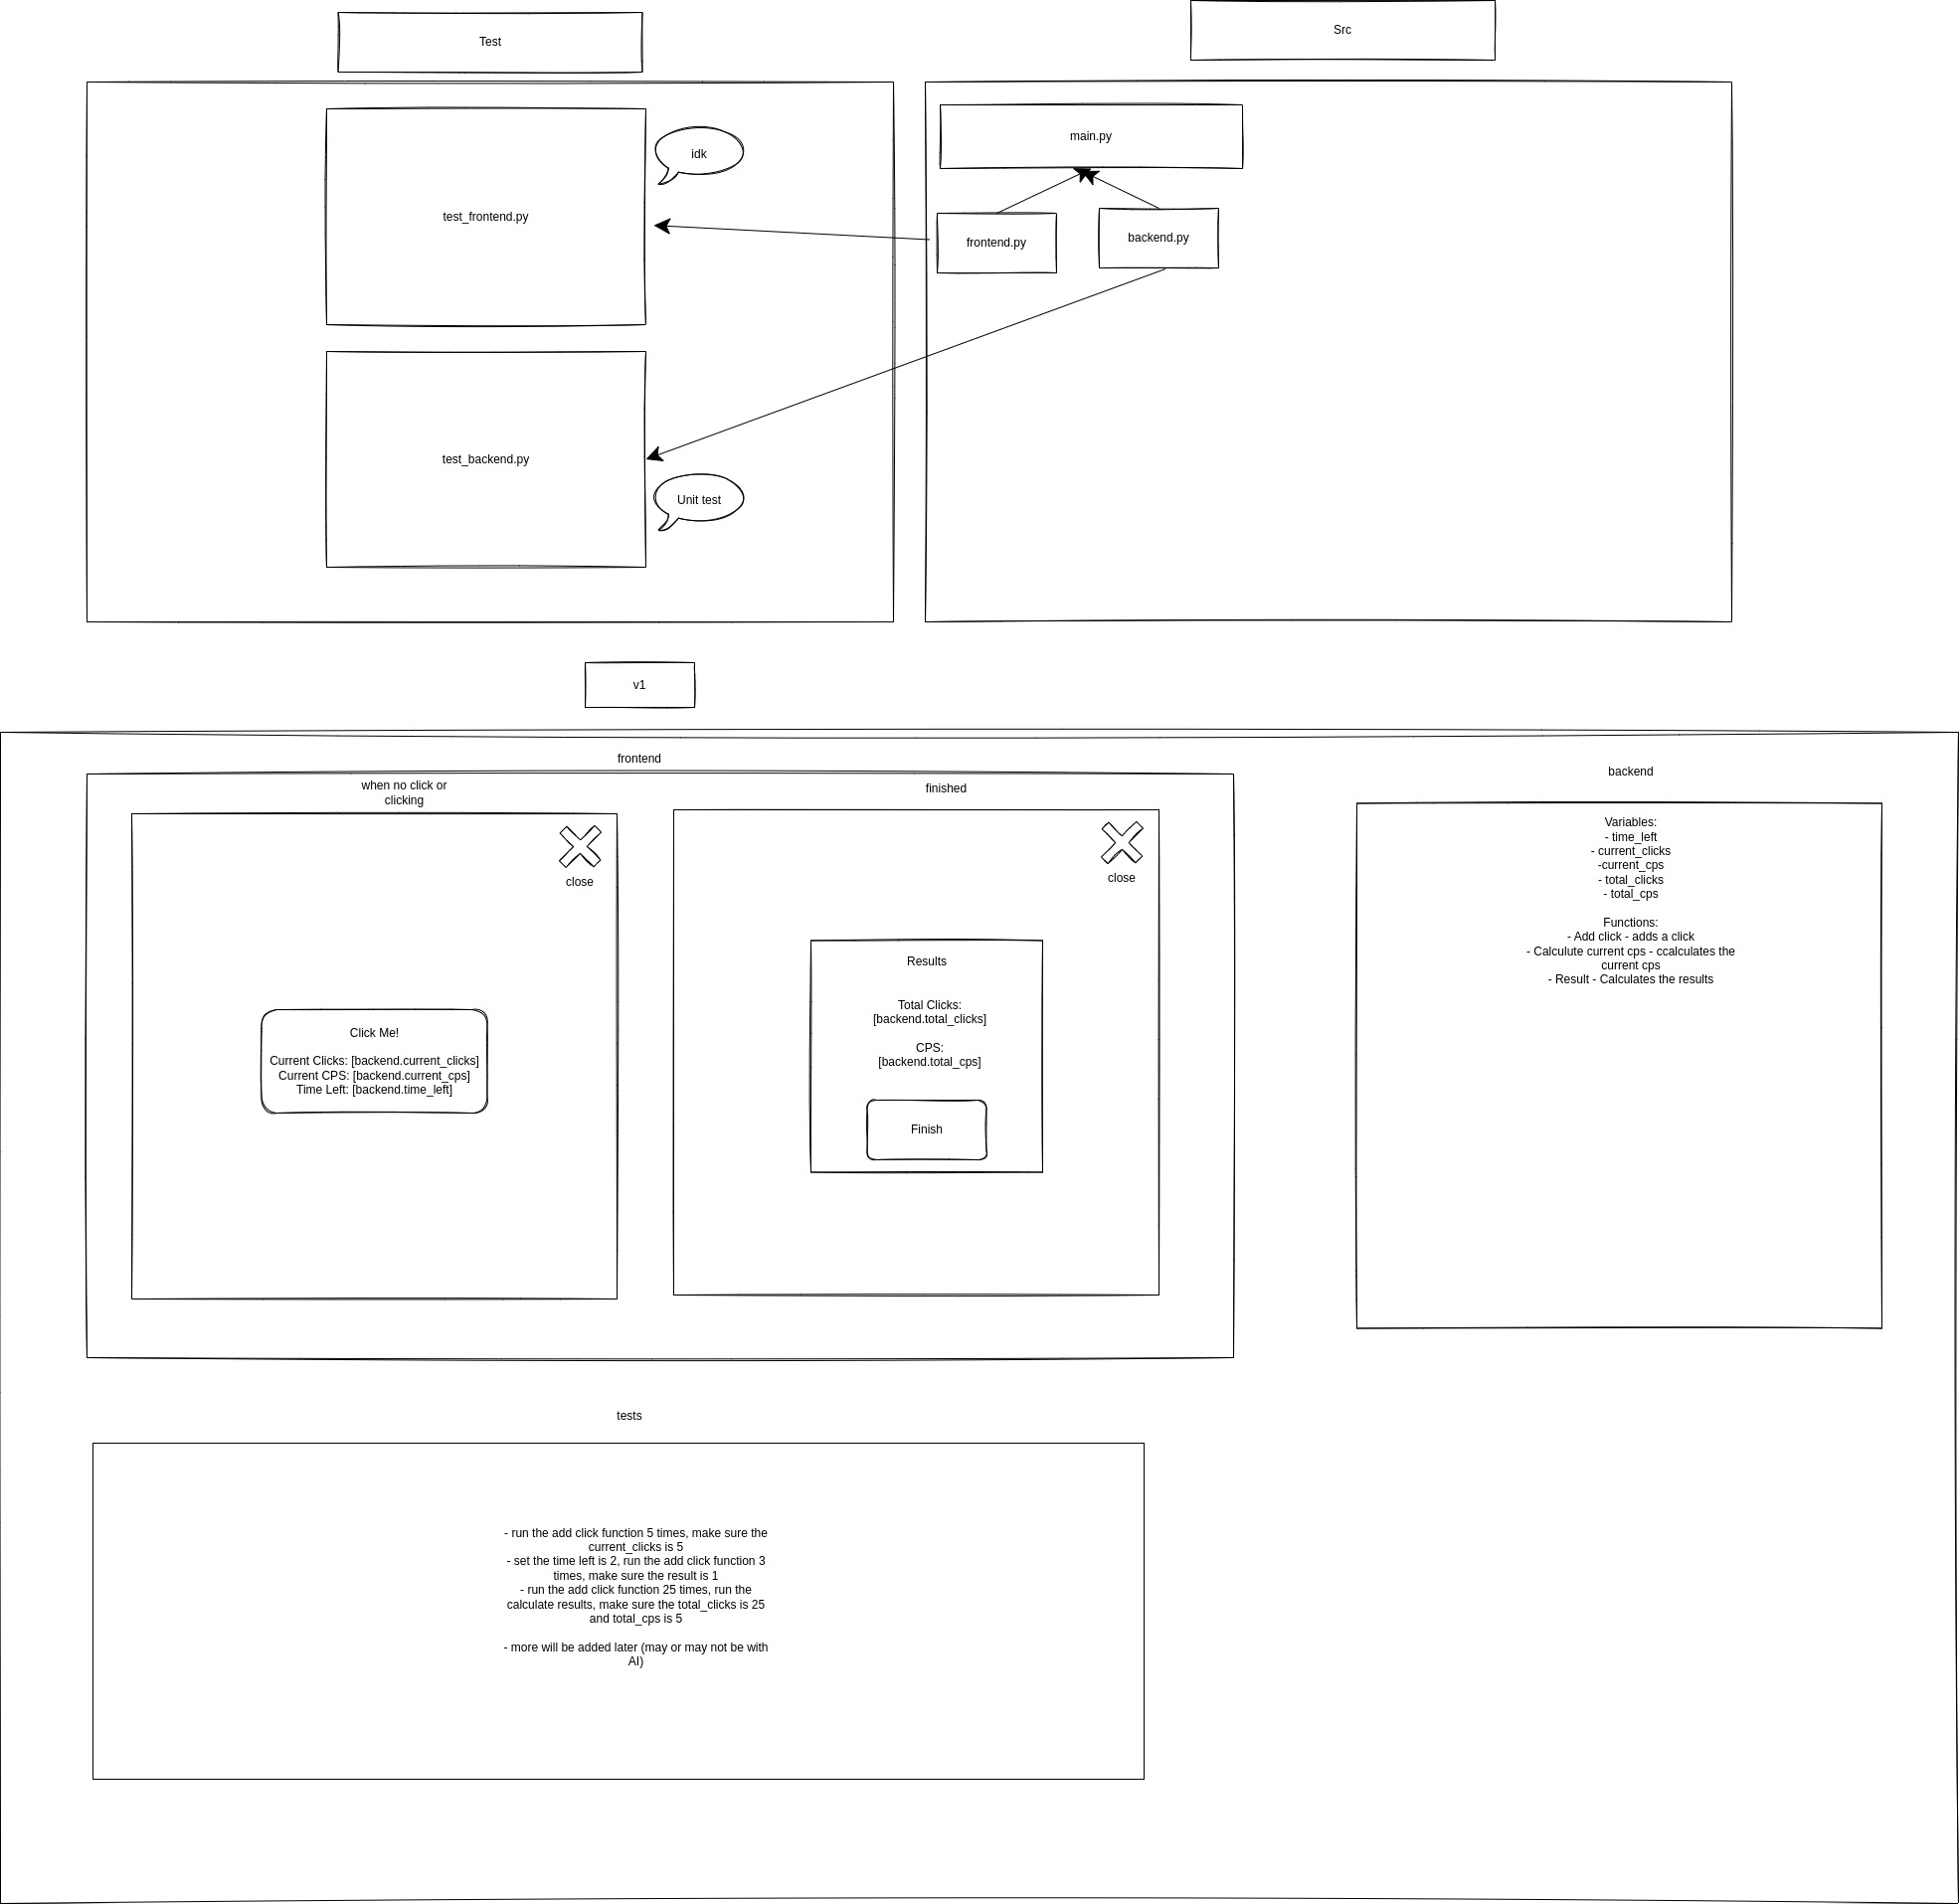 Test
Src
main.py
idk
test_frontend.py
frontend.py
backend.py
test_backend.py
Unit test
v1
frontend
when no click or
clicking
close
Click Me!
Current Clicks: [backend.current_clicks]
Current CPS: [backend.current_cps]
Time Left: [backend.time_left]
finished
close
Results
Total Clicks:
[backend.total_clicks]
CPS:
[backend.total_cps]
Finish
backend
Variables:
- time_left
- current_clicks
-current_cps
- total_clicks
- total_cps
Functions:
- Add click - adds a click
- Calculute current cps - ccalculates the
current cps
- Result - Calculates the results
tests
- run the add click function 5 times, make sure the
current_clicks is 5
- set the time left is 2, run the add click function 3
times, make sure the result is 1
- run the add click function 25 times, run the
calculate results, make sure the total_clicks is 25
and total_cps is 5
- more will be added later (may or may not be with
AI)